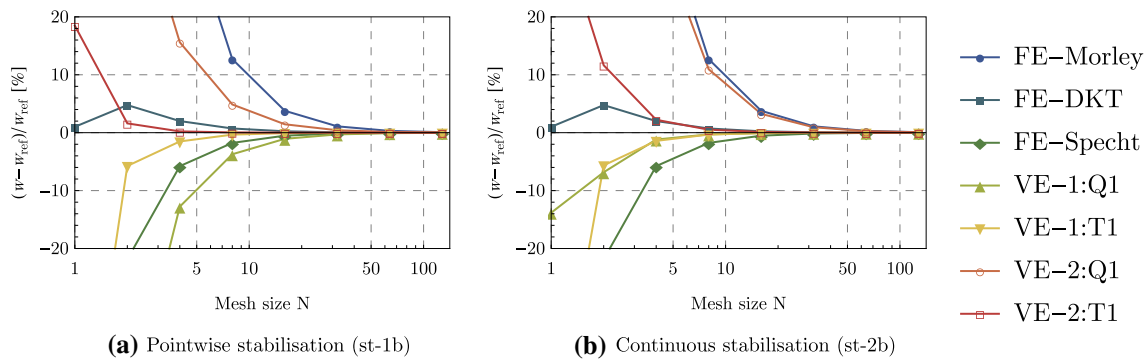 20
10
0
−10
−20
(w−w_ref)/w_ref [%]
1
5
10
50
100
Mesh size N
(a) Pointwise stabilisation (st-1b)
20
10
0
−10
−20
(w−w_ref)/w_ref [%]
1
5
10
50
100
Mesh size N
(b) Continuous stabilisation (st-2b)
FE−Morley
FE−DKT
FE−Specht
VE−1:Q1
VE−1:T1
VE−2:Q1
VE−2:T1